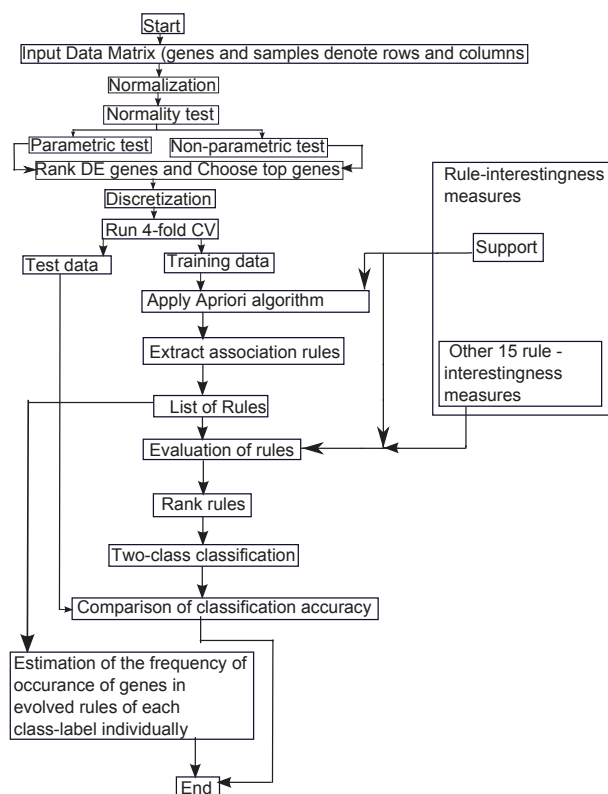 Start
Input Data Matrix (genes and samples denote rows and columns
Normalization
Normality test
Parametric test
Non-parametric test
Rank DE genes and Choose top genes
Discretization
Run 4-fold CV
Test data
Training data
Apply Apriori algorithm
Extract association rules
List of Rules
Evaluation of rules
Rank rules
Two-class classification
Comparison of classification accuracy
Estimation of the frequency of
occurance of genes in
evolved rules of each
class-label individually
End
Rule-interestingness
measures
Support
Other 15 rule -
interestingness
measures